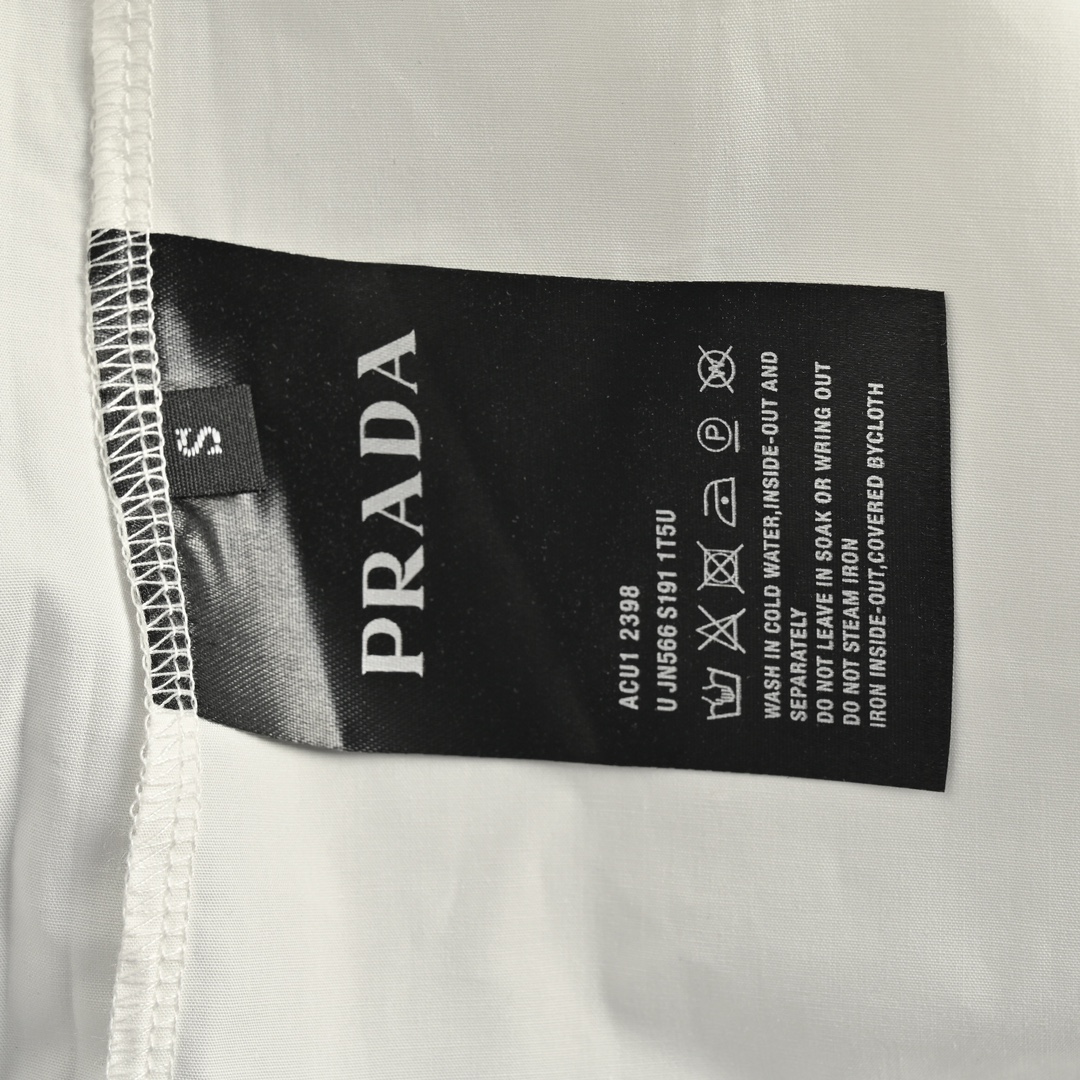 S
PRADA
ACU1 2398
UJN566 S191 1T5U
P
WASH IN COLD WATER,INSIDE-OUT AND
SEPARATELY
DO NOT LEAVE IN SOAK OR WRING OUT
DO NOT STEAM IRON
IRON INSIDE-OUT,COVERED BYCLOTH